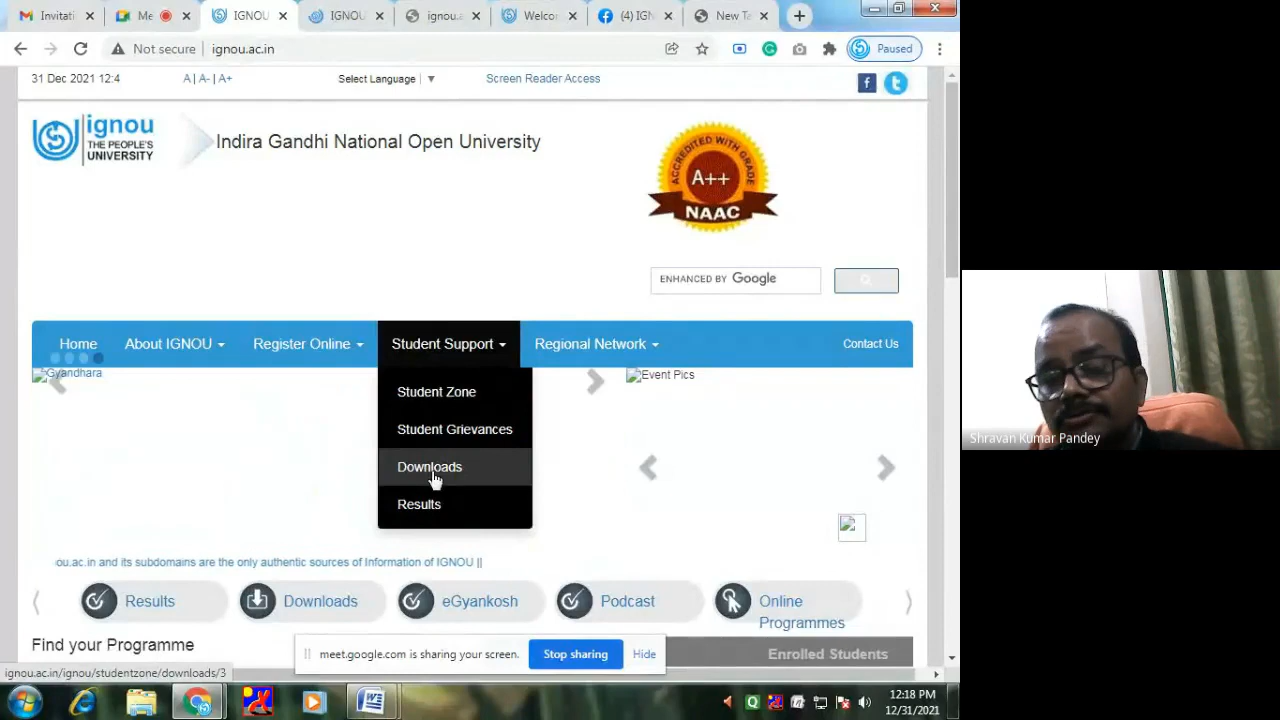 Invitati
Me
IGNOU
IGNOU
ignou.a
Welcon
(4) IGN
New Ta
Not secure
ignou.ac.in
Paused
31 Dec 2021 12:4
A | A- | A+
Select Language
Screen Reader Access
ignou
THE PEOPLE'S
UNIVERSITY
Indira Gandhi National Open University
ACCREDITED WITH GRADE
A++
NAAC
ENHANCED BY Google
Home
About IGNOU
Register Online
Student Support
Regional Network
Contact Us
Gyandhara
Event Pics
Student Zone
Student Grievances
Downloads
Results
Shravan Kumar Pandey
ou.ac.in and its subdomains are the only authentic sources of Information of IGNOU ||
Results
Downloads
eGyankosh
Podcast
Online
Programmes
Find your Programme
meet.google.com is sharing your screen.
Stop sharing
Hide
Enrolled Students
ignou.ac.in/ignou/studentzone/downloads/3
12:18 PM
12/31/2021